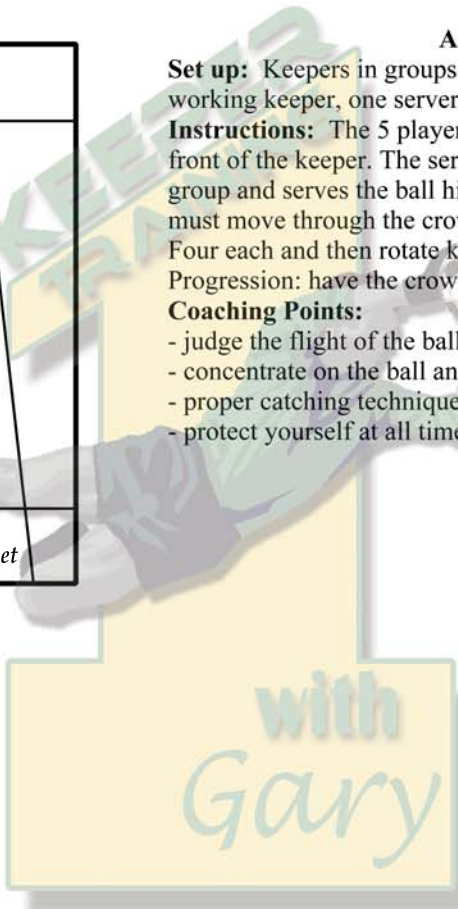 A
Set up: Keepers in groups
working keeper, one server
Instructions: The 5 player
front of the keeper. The ser
group and serves the ball hi
must move through the crow
Four each and then rotate k
Progression: have the crow
Coaching Points:
- judge the flight of the ball
- concentrate on the ball an
- proper catching technique
- protect yourself at all time
et
KEEPER
TRAINING
with
Gary